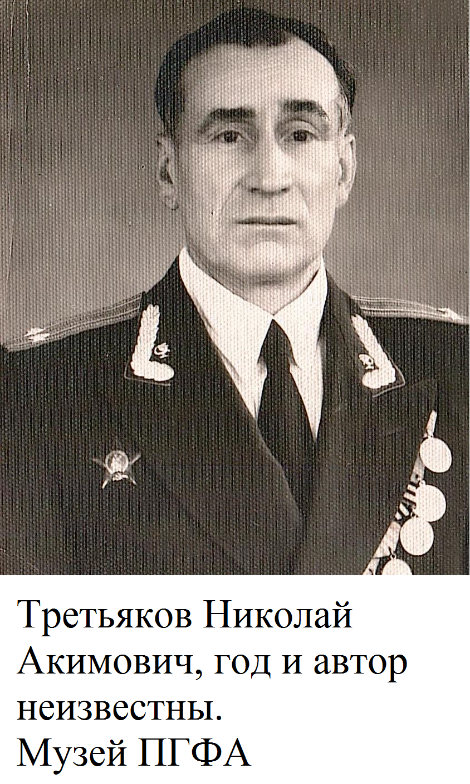 Третьяков Николай
Акимович, год и автор
неизвестны.
Музей ПГФА